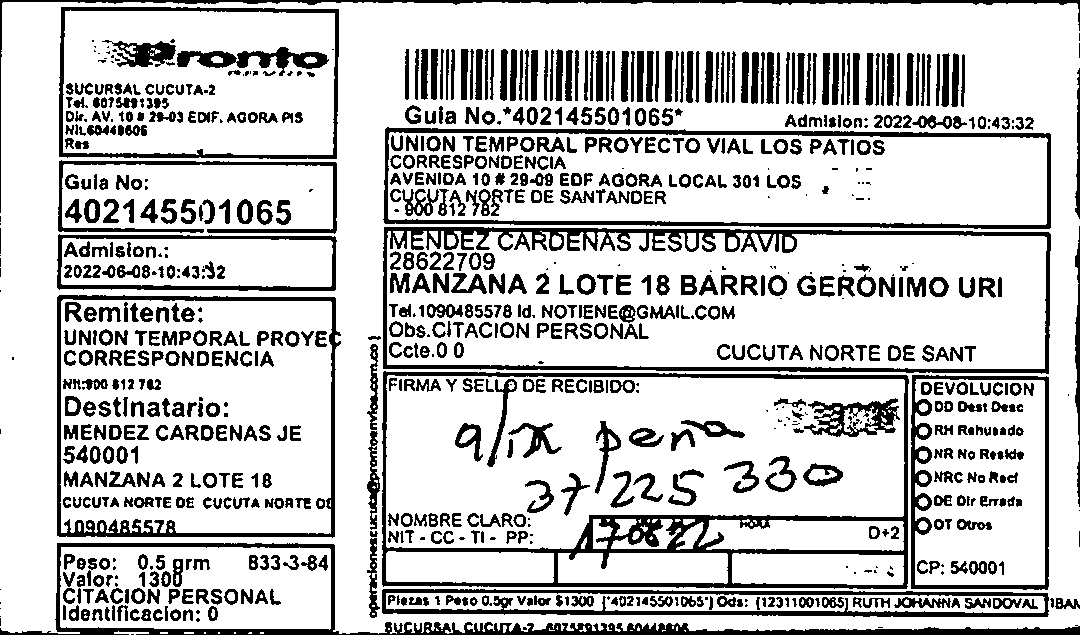 Pronto
SUCURSAL CUCUTA-2
Tel. 6075891395
Dir. AV. 10 # 29-03 EDIF. AGORA PIS
Nit.60448606
Res
Guia No:
402145501065
Admision.:
2022-06-08-10:43:32
Remitente:
UNION TEMPORAL PROYEC
CORRESPONDENCIA
Nit:900 812 782
Destinatario:
MENDEZ CARDENAS JE
540001
MANZANA 2 LOTE 18
CUCUTA NORTE DE CUCUTA NORTE DE
1090485578
Peso: 0.5 grm B33-3-84
Valor: 1300
CITACION PERSONAL
Identificacion: 0
Guia No.*402145501065*
Admision: 2022-06-08-10:43:32
UNION TEMPORAL PROYECTO VIAL LOS PATIOS
CORRESPONDENCIA
AVENIDA 10 # 29-09 EDF AGORA LOCAL 301 LOS
CUCUTA NORTE DE SANTANDER
- 900 812 782
MENDEZ CARDENAS JESUS DAVID
28622709
MANZANA 2 LOTE 18 BARRIO GERONIMO URI
Tel.1090485578 Id. NOTIENE@GMAIL.COM
Obs.CITACION PERSONAL
Ccte.0 0 CUCUTA NORTE DE SANT
operacionescucuta@prontoenvios.com.co
FIRMA Y SELLO DE RECIBIDO:
alix peña
37225330
NOMBRE CLARO:
NIT - CC - TI - PP:
HORA
170622
D+2
DEVOLUCION
DD Dest Desc
RH Rehusado
NR No Reside
NRC No Recl
DE Dir Errada
OT Otros
CP: 540001
Piezas 1 Peso 0.5gr Valor $1300 ['402145501065'] Ods: {12311001065} RUTH JOHANNA SANDOVAL
SUCURSAL CUCUTA-2 6075891395 60448606